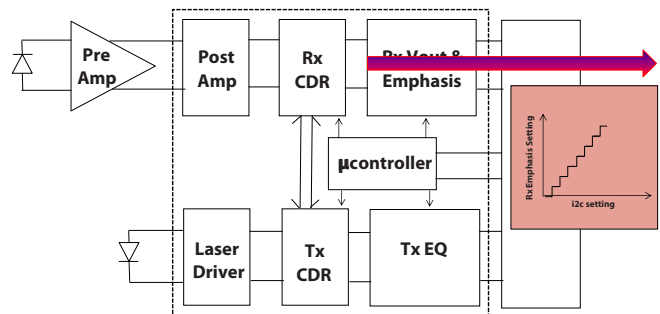 Pre
Amp
Post
Amp
Rx
CDR
Rx Vout &
Emphasis
µcontroller
Rx Emphasis Setting
i2c setting
Laser
Driver
Tx
CDR
Tx EQ